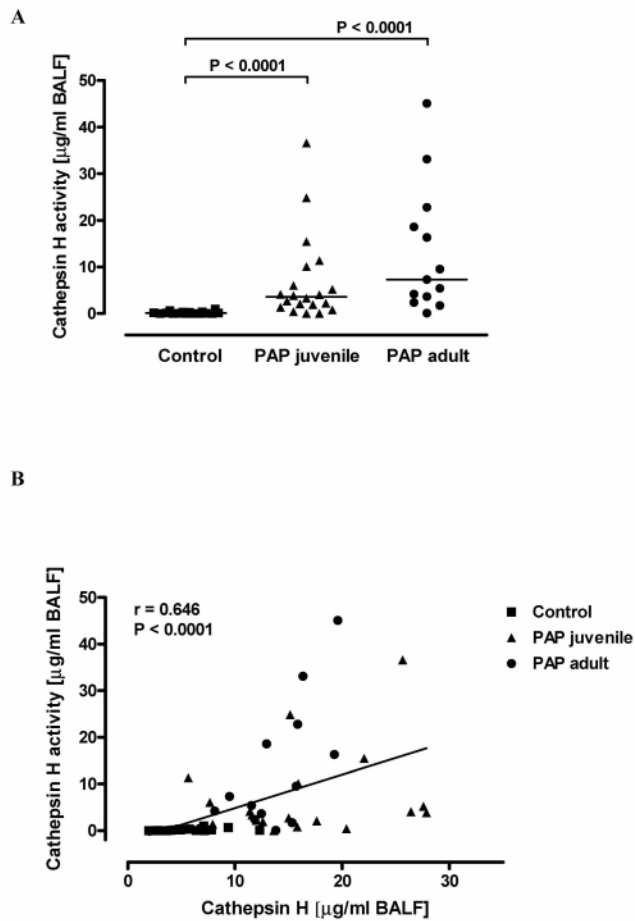 A
P < 0.0001
P < 0.0001
Cathepsin H activity [µg/ml BALF]
50
40
30
20
10
0
Control PAP juvenile PAP adult
B
Cathepsin H activity [µg/ml BALF]
50
40
30
20
10
0
r = 0.646
P < 0.0001
Control
PAP juvenile
PAP adult
0 10 20 30
Cathepsin H [µg/ml BALF]